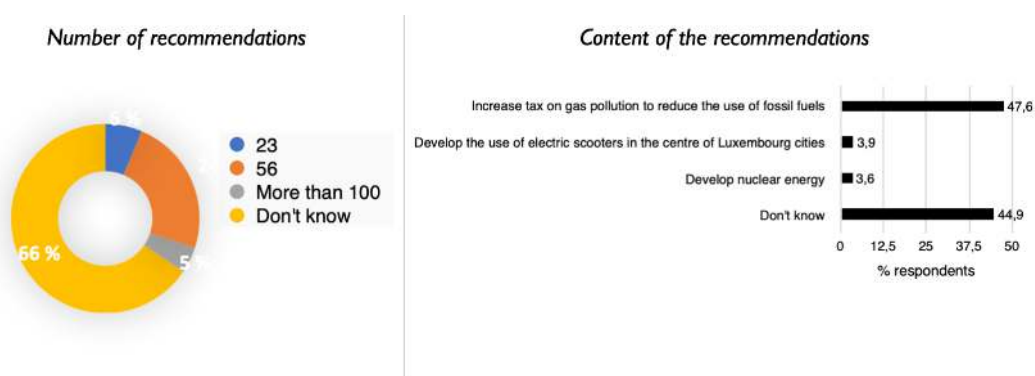 Number of recommendations
6 %
66 %
5 %
23
56
More than 100
Don't know
Content of the recommendations
Increase tax on gas pollution to reduce the use of fossil fuels
47,6
Develop the use of electric scooters in the centre of Luxembourg cities
3,9
Develop nuclear energy
3,6
Don't know
44,9
0 12,5 25 37,5 50
% respondents